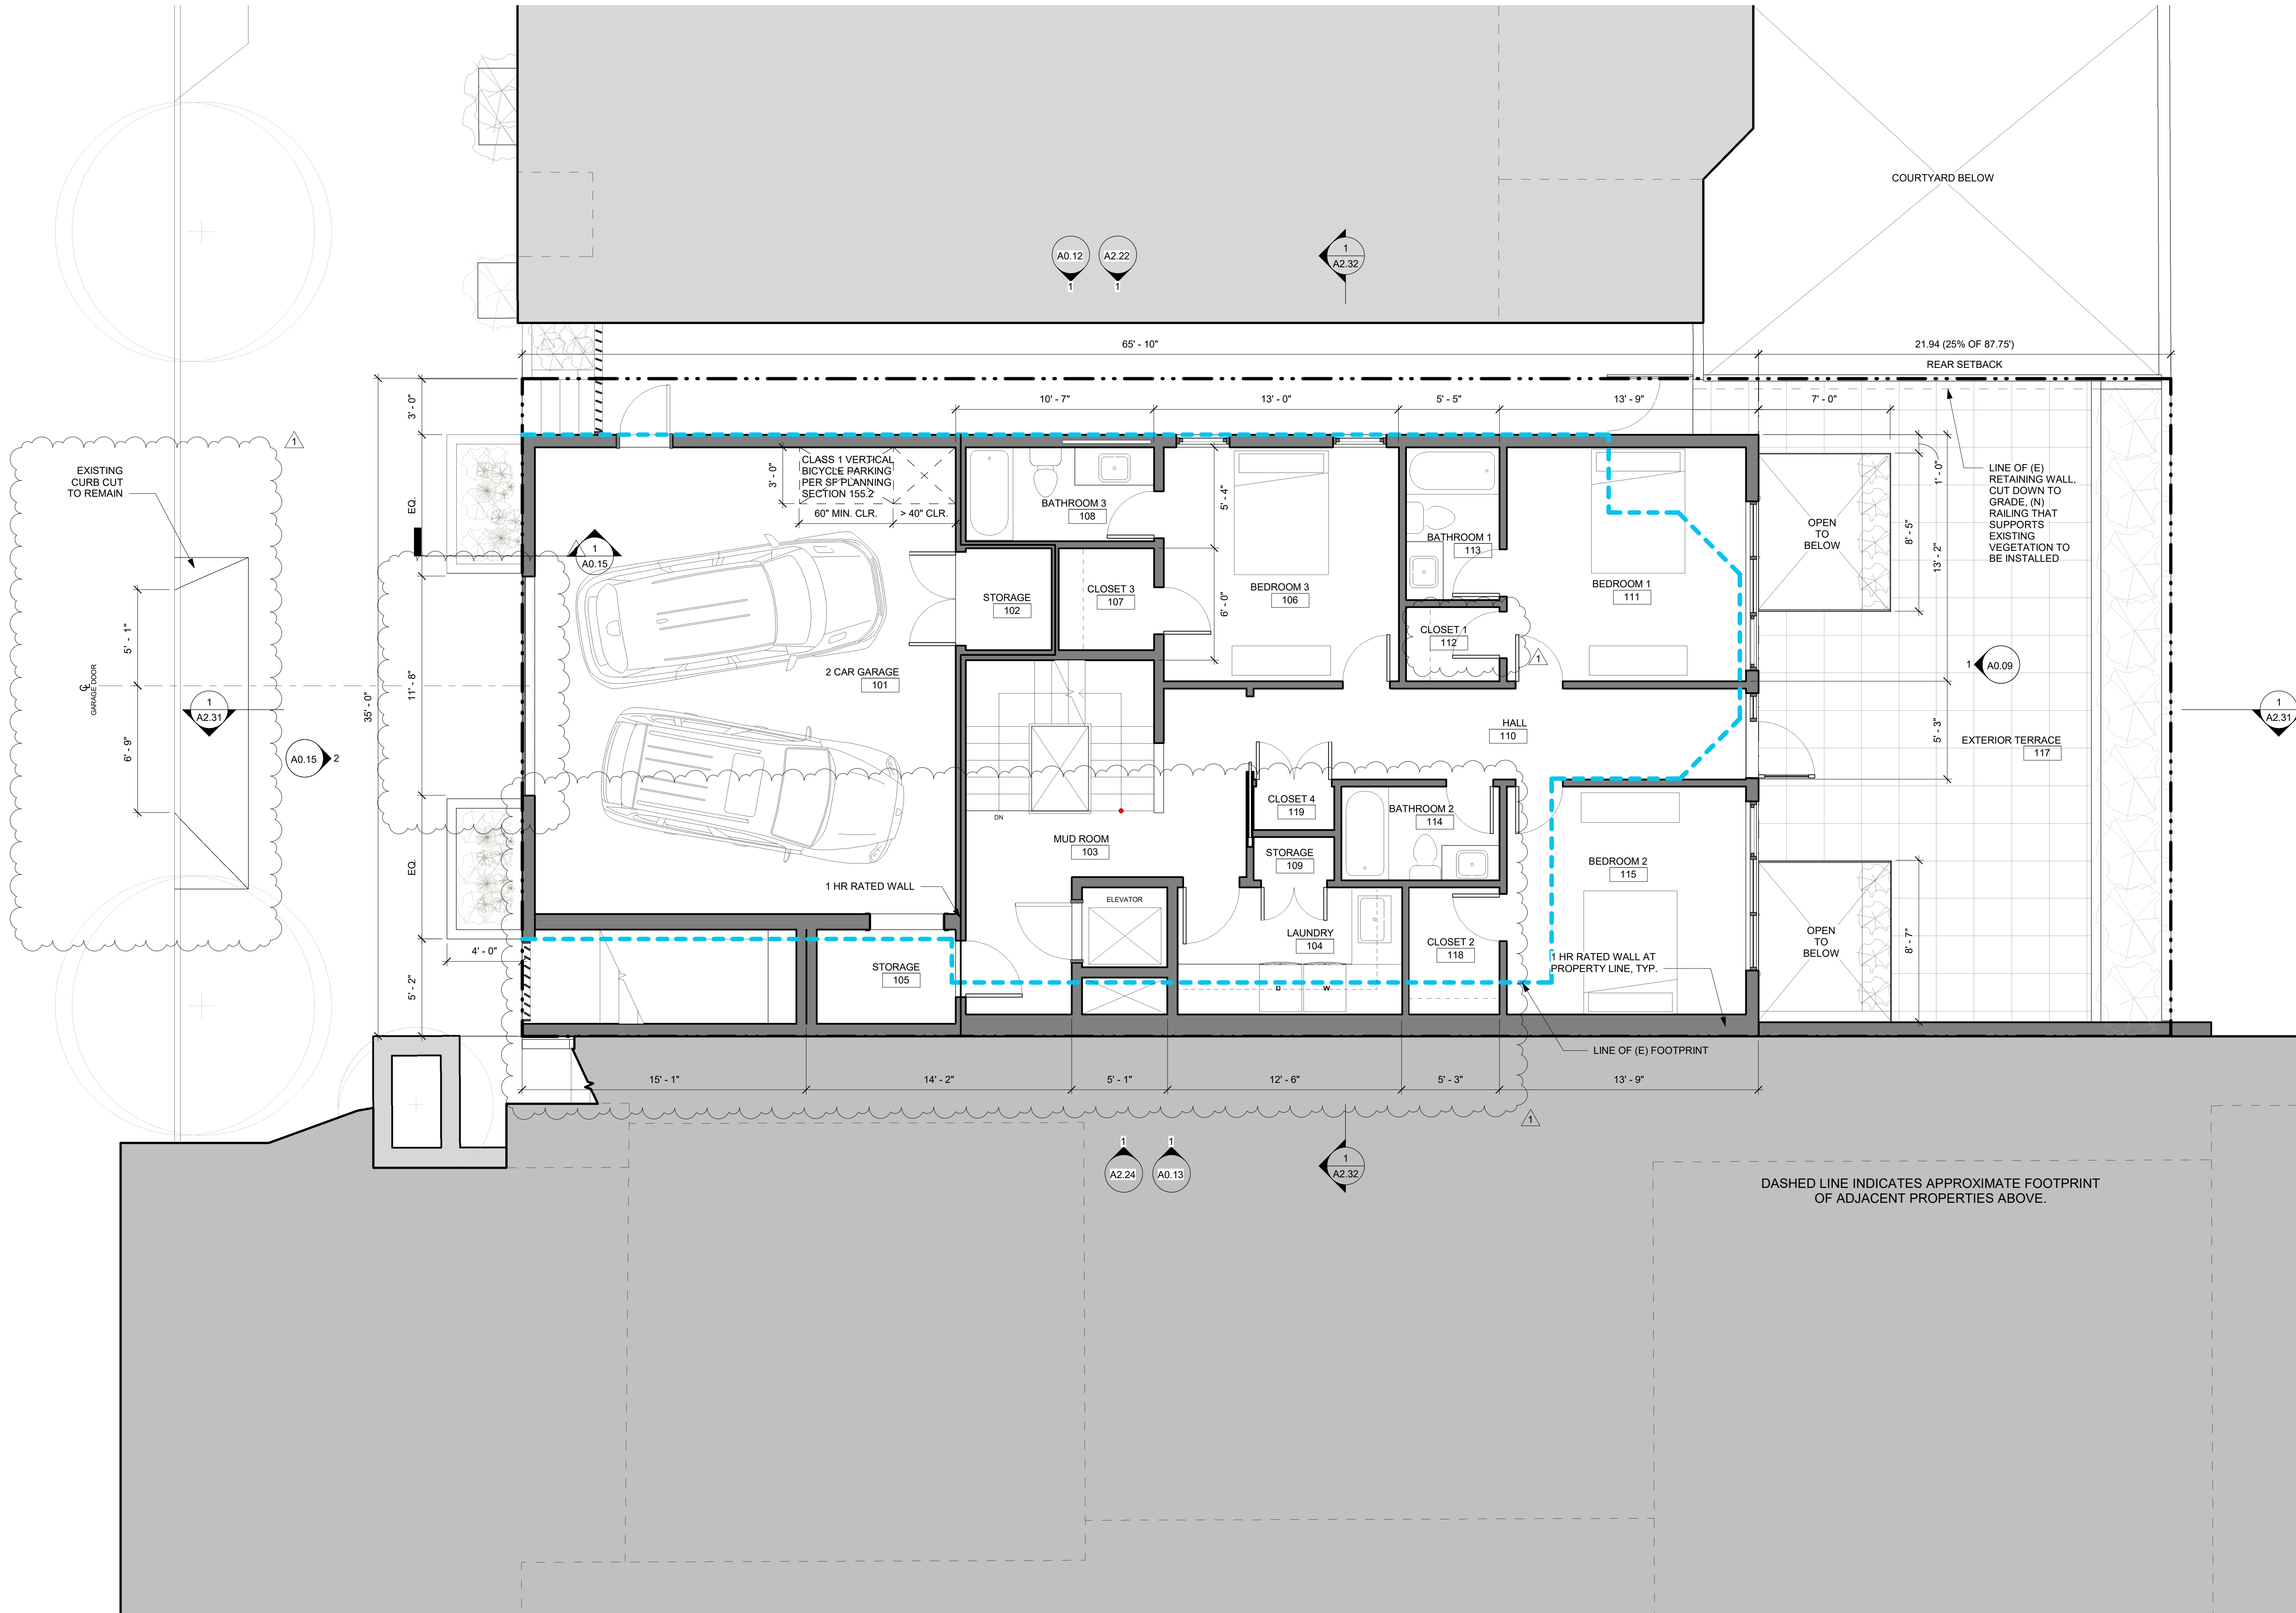 COURTYARD BELOW
A0.12
1
A2.22
1
1
A2.32
65' - 10"
21.94 (25% OF 87.75')
REAR SETBACK
3' - 0"
10' - 7"
13' - 0"
5' - 5"
13' - 9"
7' - 0"
1
EXISTING
CURB CUT
TO REMAIN
EQ.
3' - 0"
CLASS 1 VERTICAL
BICYCLE PARKING
PER SF PLANNING
SECTION 155.2
60" MIN. CLR.
> 40" CLR.
BATHROOM 3
108
5' - 4"
BATHROOM 1
113
1' - 0"
8' - 5"
13' - 2"
OPEN
TO
BELOW
LINE OF (E)
RETAINING WALL,
CUT DOWN TO
GRADE, (N)
RAILING THAT
SUPPORTS
EXISTING
VEGETATION TO
BE INSTALLED
1
A0.15
STORAGE
102
CLOSET 3
107
6' - 0"
BEDROOM 3
106
BEDROOM 1
111
CLOSET 1
112
1
5' - 1"
℄
GARAGE DOOR
6' - 9"
35' - 0"
11' - 8"
2 CAR GARAGE
101
1
A0.09
1
A2.31
A0.15
2
HALL
110
5' - 3"
EXTERIOR TERRACE
117
1
A2.31
DN
CLOSET 4
119
BATHROOM 2
114
MUD ROOM
103
STORAGE
109
BEDROOM 2
115
EQ.
1 HR RATED WALL
ELEVATOR
LAUNDRY
104
CLOSET 2
118
4' - 0"
5' - 2"
STORAGE
105
D
W
1 HR RATED WALL AT
PROPERTY LINE, TYP.
OPEN
TO
BELOW
8' - 7"
LINE OF (E) FOOTPRINT
15' - 1"
14' - 2"
5' - 1"
12' - 6"
5' - 3"
13' - 9"
1
1
A2.24
1
A0.13
1
A2.32
DASHED LINE INDICATES APPROXIMATE FOOTPRINT
OF ADJACENT PROPERTIES ABOVE.